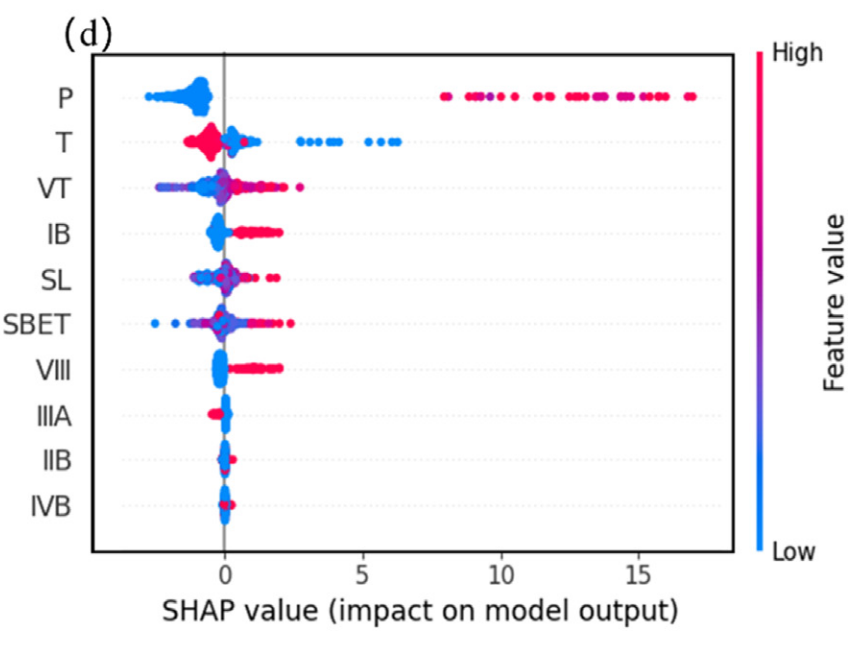 (d)
High
P
T
VT
IB
SL
SBET
VIII
IIIA
IIB
IVB
Feature value
Low
0 5 10 15
SHAP value (impact on model output)